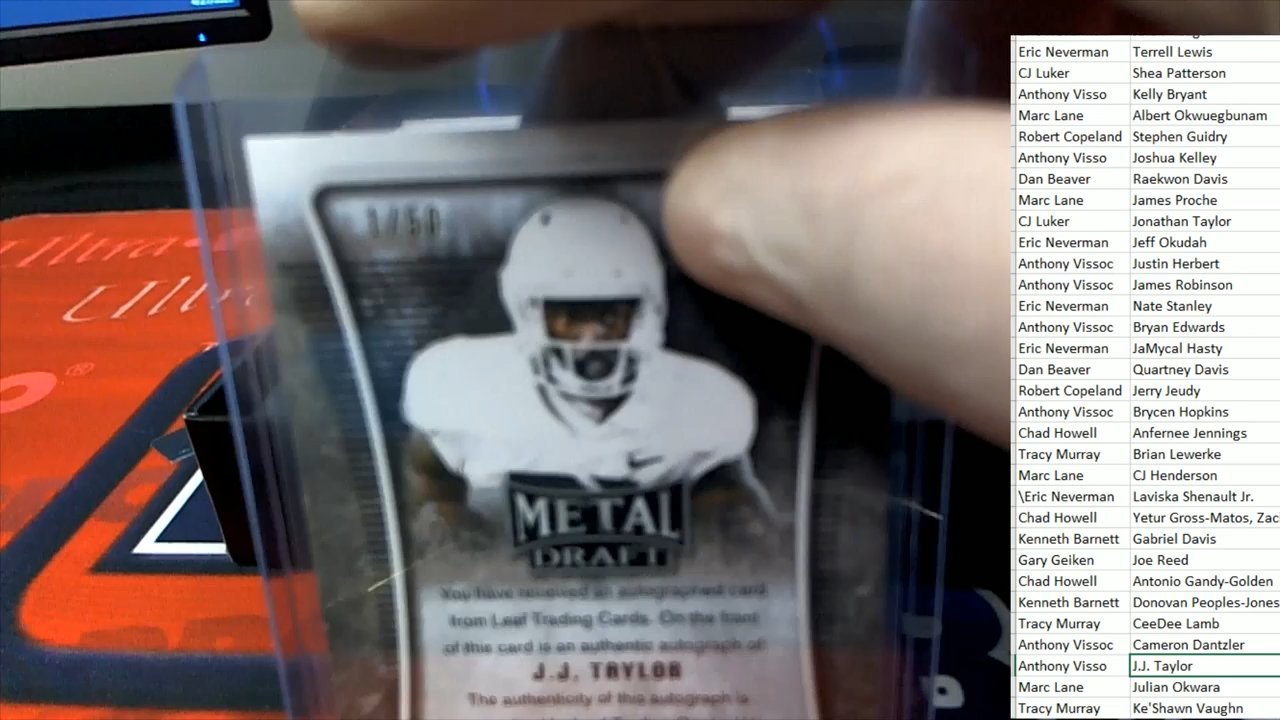 Ultra
Ultr
®
1/50
METAL
DRAFT
You have received an autographed card
from Leaf Trading Cards. On the front
of this card is an authentic autograph of
J.J. TAYLOR
The authenticity of this autograph is
Eric Neverman Terrell Lewis
CJ Luker Shea Patterson
Anthony Visso Kelly Bryant
Marc Lane Albert Okwuegbunam
Robert Copeland Stephen Guidry
Anthony Visso Joshua Kelley
Dan Beaver Raekwon Davis
Marc Lane James Proche
CJ Luker Jonathan Taylor
Eric Neverman Jeff Okudah
Anthony Vissoc Justin Herbert
Anthony Vissoc James Robinson
Eric Neverman Nate Stanley
Anthony Vissoc Bryan Edwards
Eric Neverman JaMycal Hasty
Dan Beaver Quartney Davis
Robert Copeland Jerry Jeudy
Anthony Vissoc Brycen Hopkins
Chad Howell Anfernee Jennings
Tracy Murray Brian Lewerke
Marc Lane CJ Henderson
\Eric Neverman Laviska Shenault Jr.
Chad Howell Yetur Gross-Matos, Zac
Kenneth Barnett Gabriel Davis
Gary Geiken Joe Reed
Chad Howell Antonio Gandy-Golden
Kenneth Barnett Donovan Peoples-Jones
Tracy Murray CeeDee Lamb
Anthony Vissoc Cameron Dantzler
Anthony Visso J.J. Taylor
Marc Lane Julian Okwara
Tracy Murray Ke'Shawn Vaughn